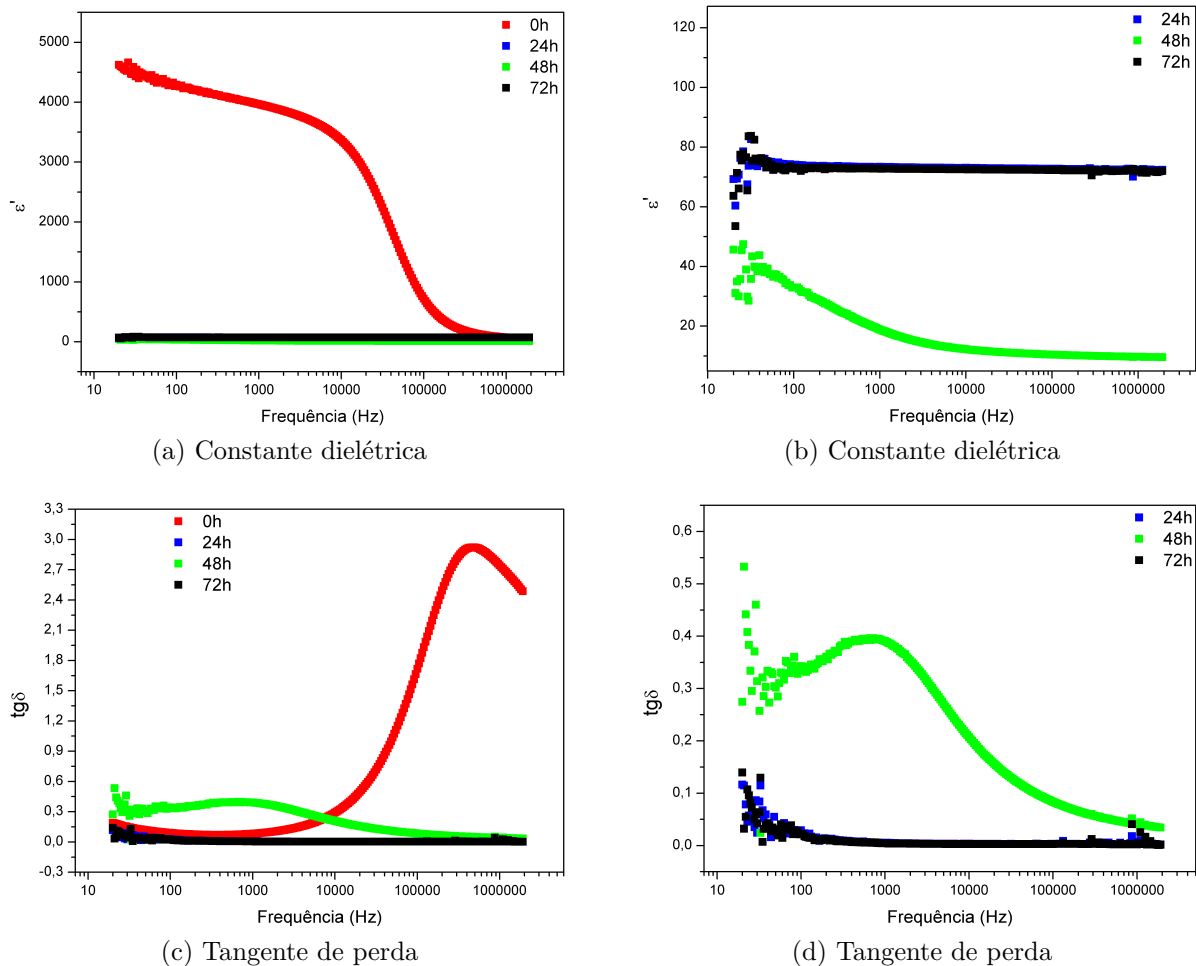 5000
4000
3000
2000
1000
0
ε'
10 100 1000 10000 100000 1000000
Frequência (Hz)
0h
24h
48h
72h
(a) Constante dielétrica
120
100
80
60
40
20
ε'
10 100 1000 10000 100000 1000000
Frequência (Hz)
24h
48h
72h
(b) Constante dielétrica
3,3
3,0
2,7
2,4
2,1
1,8
1,5
1,2
0,9
0,6
0,3
0,0
-0,3
tgδ
10 100 1000 10000 100000 1000000
Frequência (Hz)
0h
24h
48h
72h
(c) Tangente de perda
0,6
0,5
0,4
0,3
0,2
0,1
0,0
tgδ
10 100 1000 10000 100000 1000000
Frequência (Hz)
24h
48h
72h
(d) Tangente de perda